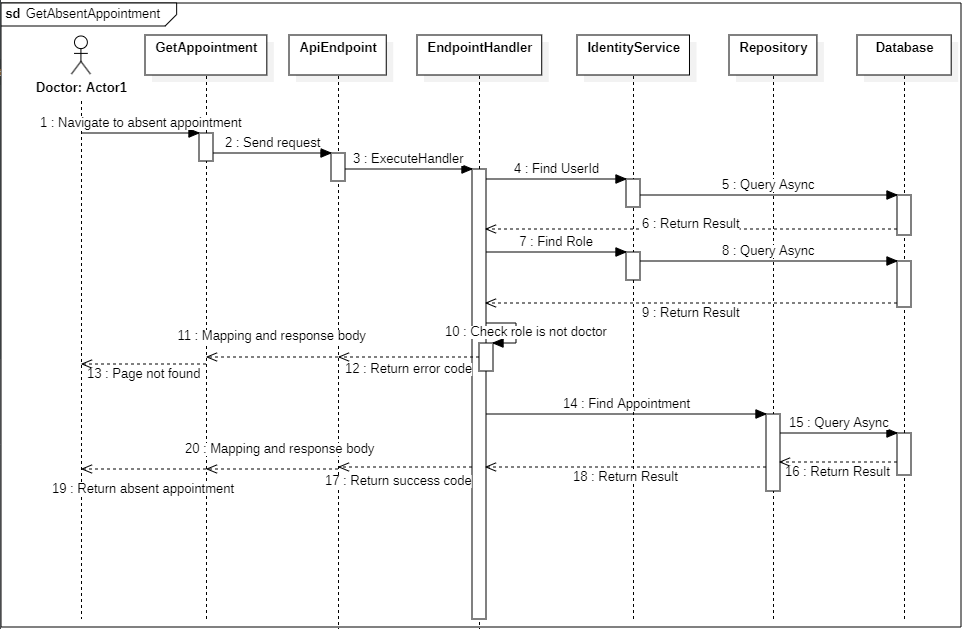 sd GetAbsentAppointment
Doctor: Actor1
GetAppointment
ApiEndpoint
EndpointHandler
IdentityService
Repository
Database
1 : Navigate to absent appointment
2 : Send request
3 : ExecuteHandler
4 : Find UserId
5 : Query Async
6 : Return Result
7 : Find Role
8 : Query Async
9 : Return Result
10 : Check role is not doctor
11 : Mapping and response body
12 : Return error code
13 : Page not found
14 : Find Appointment
15 : Query Async
16 : Return Result
20 : Mapping and response body
17 : Return success code
18 : Return Result
19 : Return absent appointment